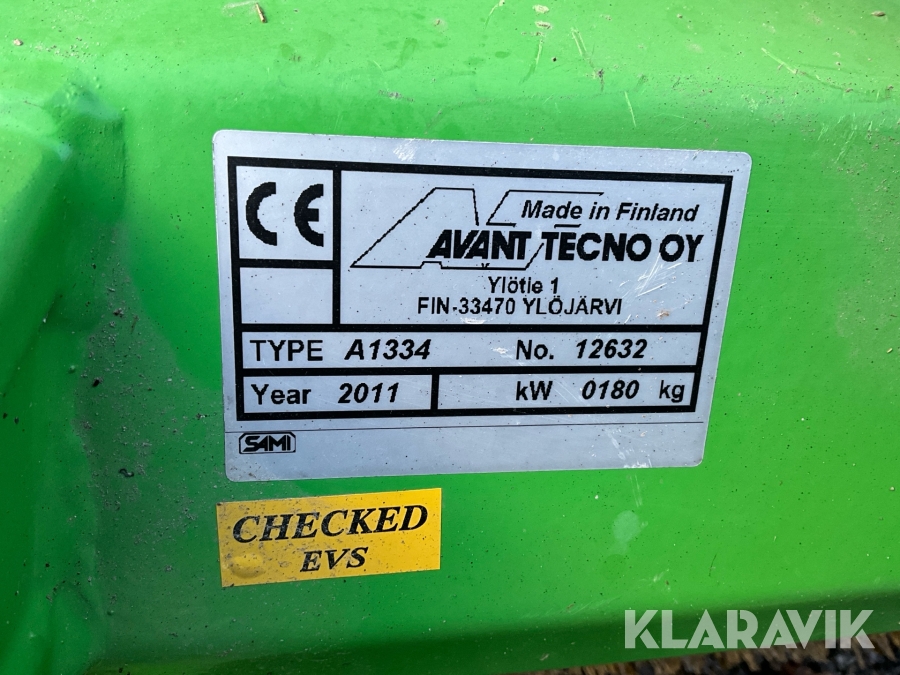 CE
Made in Finland
AVANT TECNO OY
Ylötie 1
FIN-33470 YLÖJÄRVI
TYPE A1334 No. 12632
Year 2011 kW 0180 kg
SAMI
CHECKED
EVS
KLARAVIK